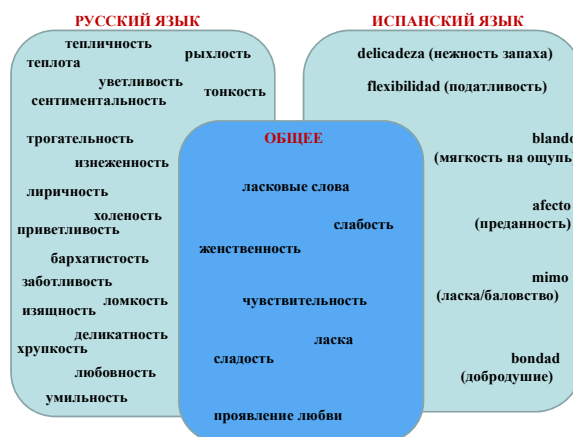 РУССКИЙ ЯЗЫК
тепличность
теплота
рыхлость
уветливость
сентиментальность
тонкость
трогательность
изнеженность
лиричность
холеность
приветливость
бархатистость
заботливость
ломкость
изящность
деликатность
хрупкость
любовность
умильность
ОБЩЕЕ
ласковые слова
слабость
женственность
чувствительность
ласка
сладость
проявление любви
ИСПАНСКИЙ ЯЗЫК
delicadeza (нежность запаха)
flexibilidad (податливость)
blando
(мягкость на ощупь)
afecto
(преданность)
mimo
(ласка/баловство)
bondad
(добродушие)